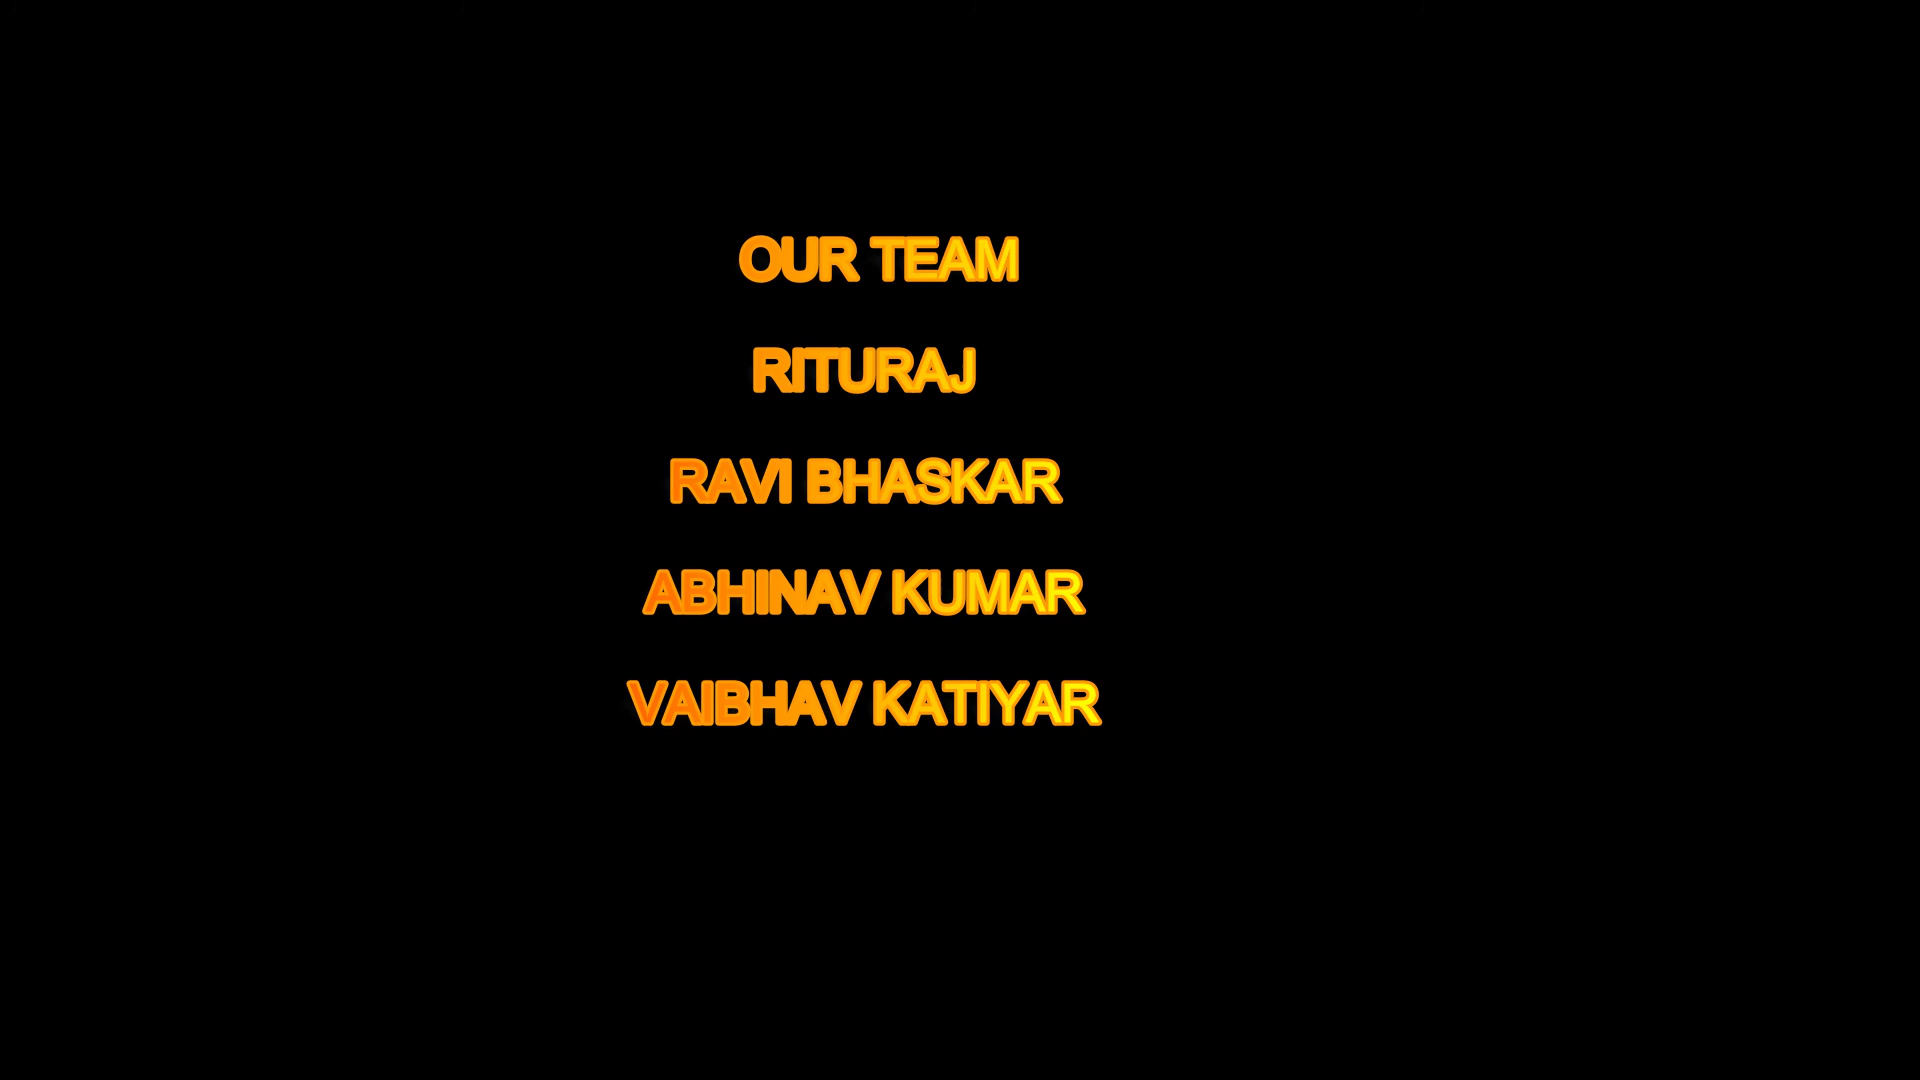 OUR TEAM
RITURAJ
RAVI BHASKAR
ABHINAV KUMAR
VAIBHAV KATIYAR